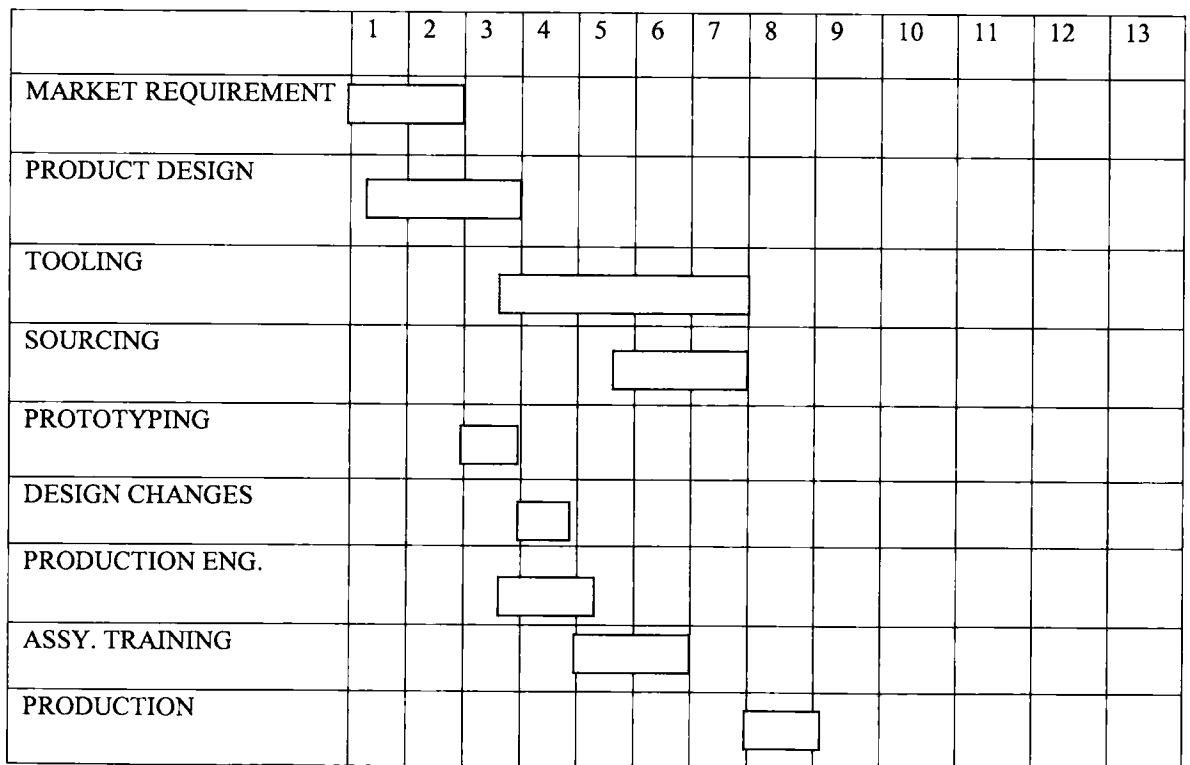 1 2 3 4 5 6 7 8 9 10 11 12 13
MARKET REQUIREMENT
PRODUCT DESIGN
TOOLING
SOURCING
PROTOTYPING
DESIGN CHANGES
PRODUCTION ENG.
ASSY. TRAINING
PRODUCTION